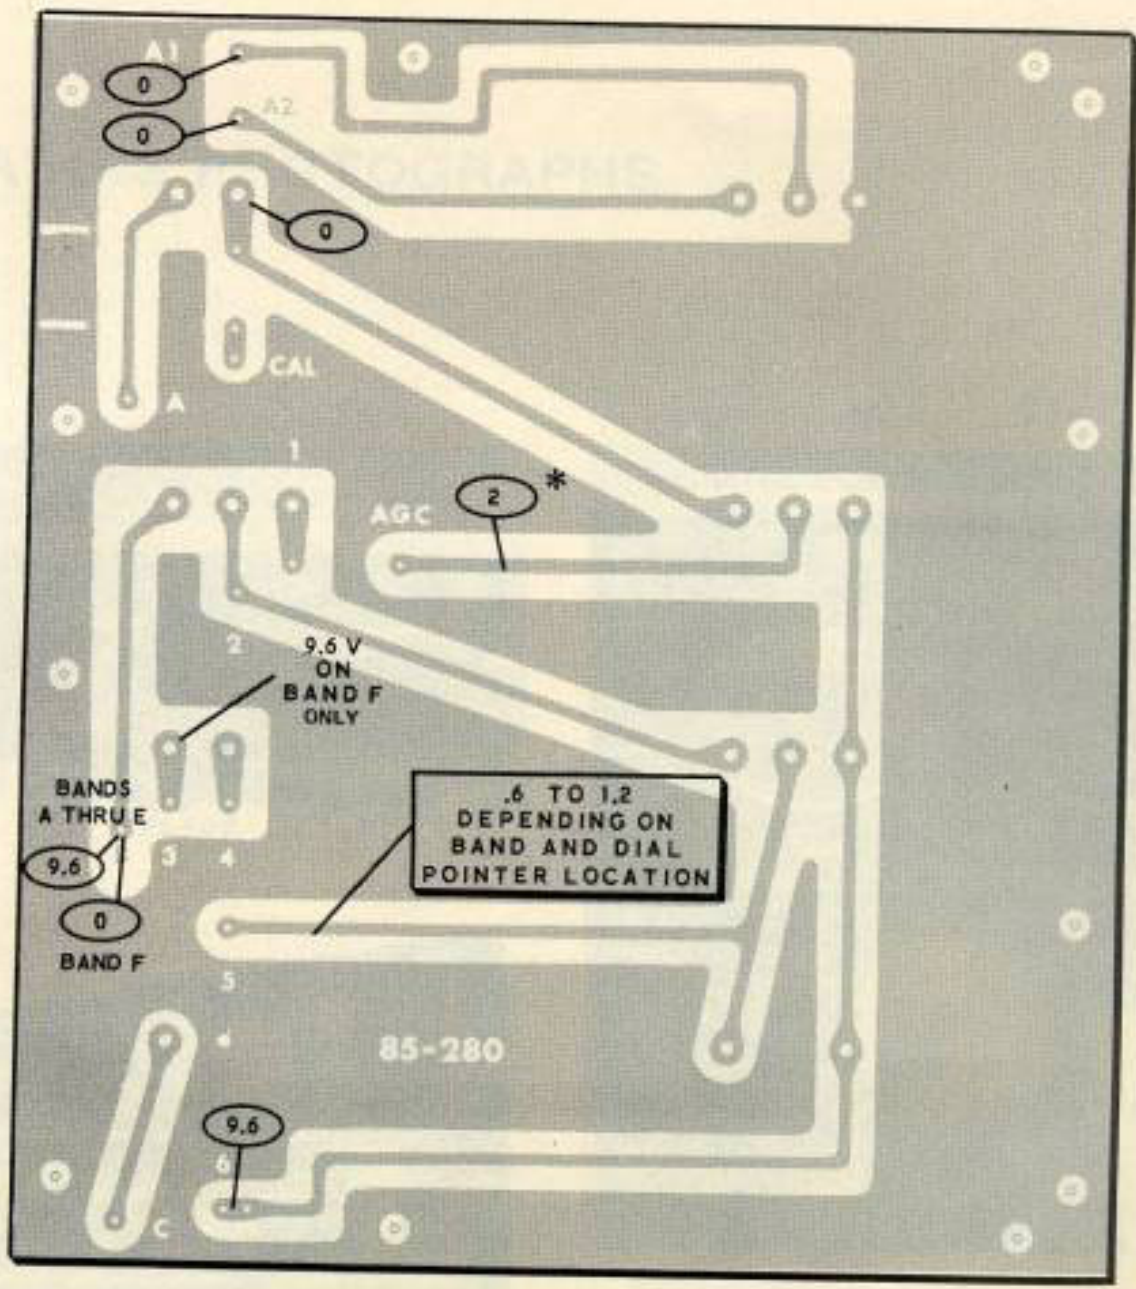 A1
0
A2
0
0
CAL
A
1
2 *
AGC
2
9.6 V
ON
BAND F
ONLY
BANDS
A THRU E
.6 TO 1.2
DEPENDING ON
BAND AND DIAL
POINTER LOCATION
3
4
9.6
0
BAND F
5
85-280
9.6
6
C